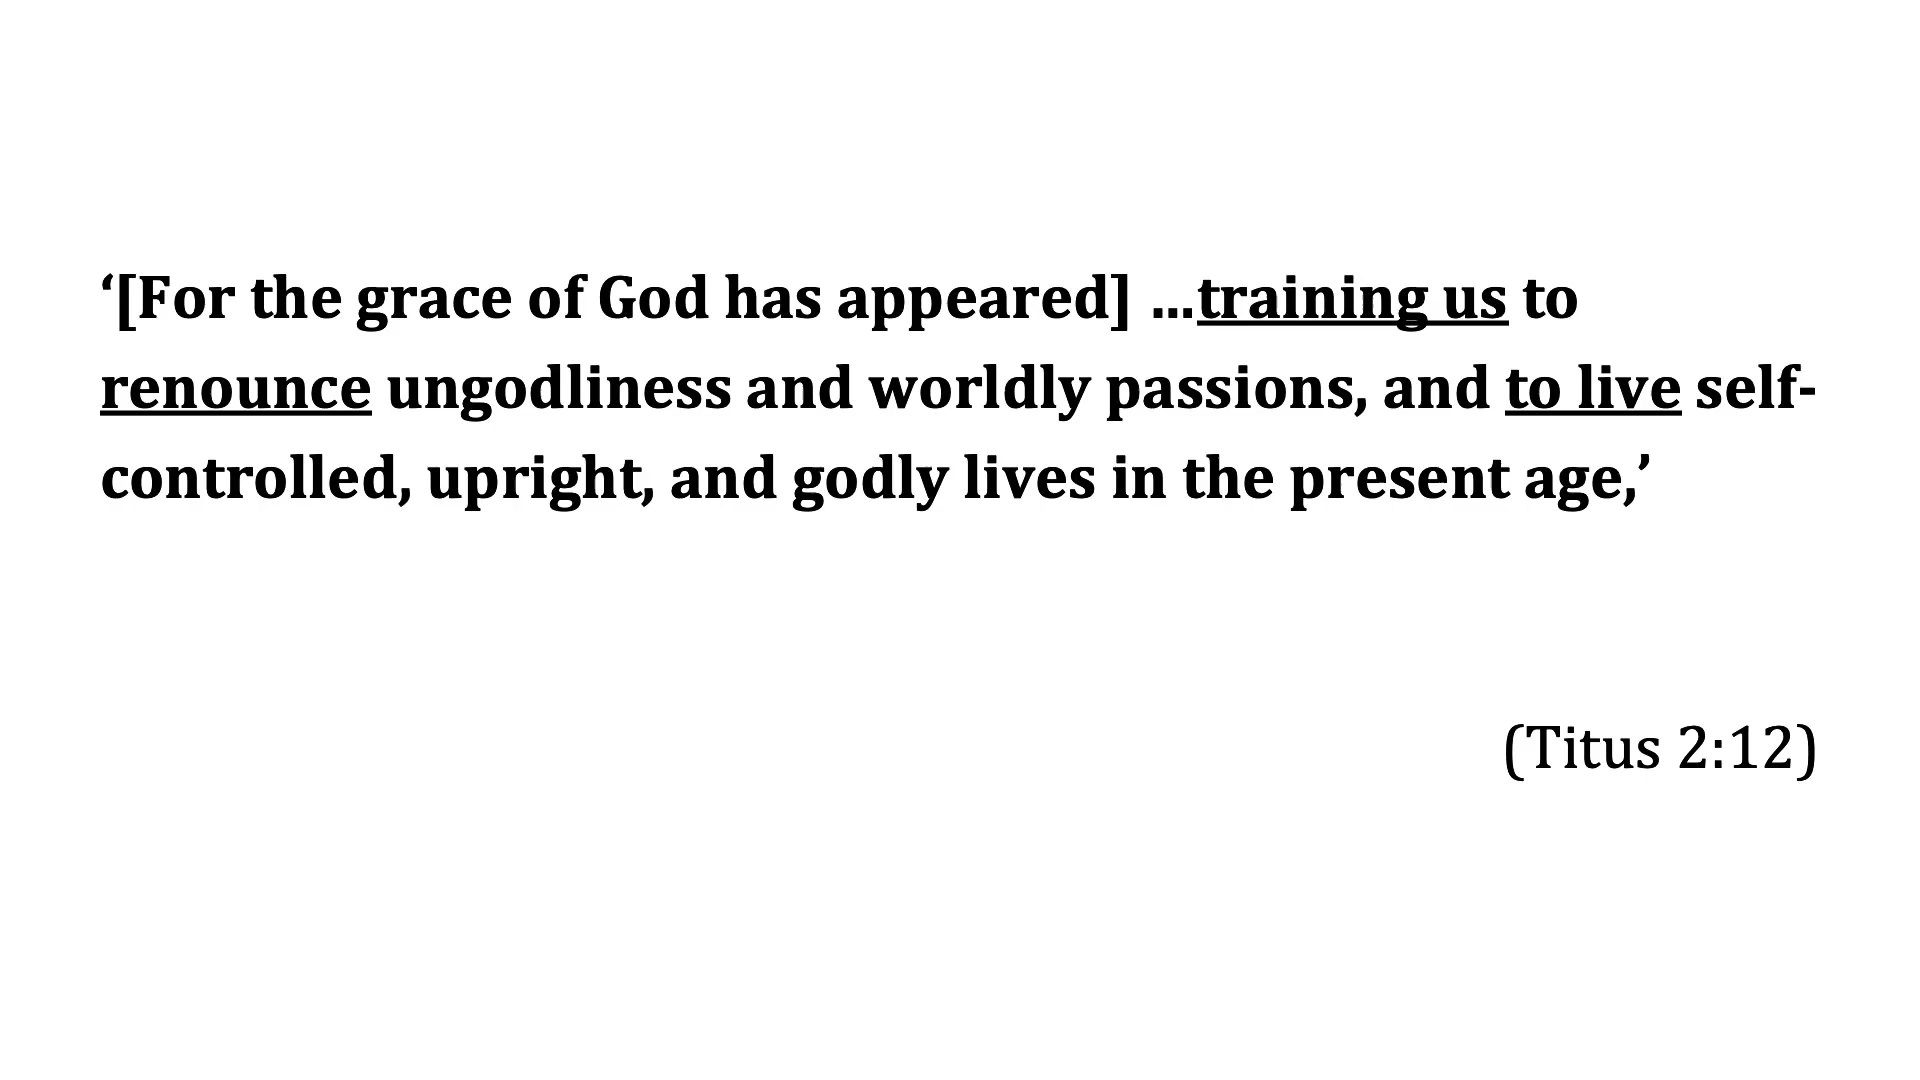 ‘[For the grace of God has appeared] …training us to
renounce ungodliness and worldly passions, and to live self-
controlled, upright, and godly lives in the present age,’
(Titus 2:12)